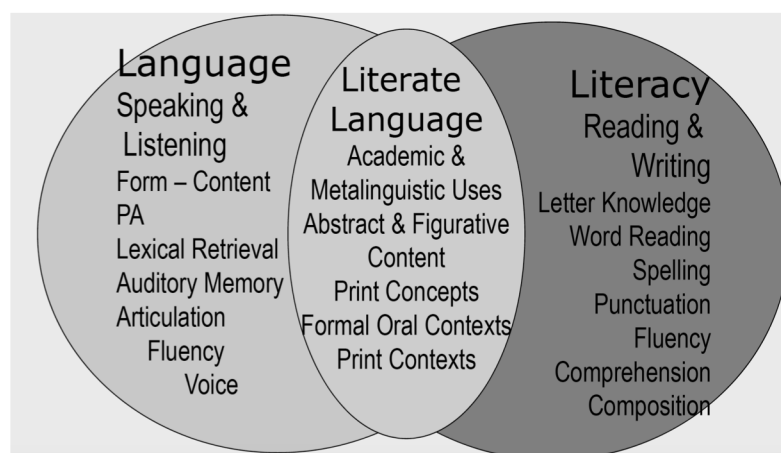 Language
Speaking &
Listening
Form – Content
PA
Lexical Retrieval
Auditory Memory
Articulation
Fluency
Voice
Literate
Language
Academic &
Metalinguistic Uses
Abstract & Figurative
Content
Print Concepts
Formal Oral Contexts
Print Contexts
Literacy
Reading &
Writing
Letter Knowledge
Word Reading
Spelling
Punctuation
Fluency
Comprehension
Composition